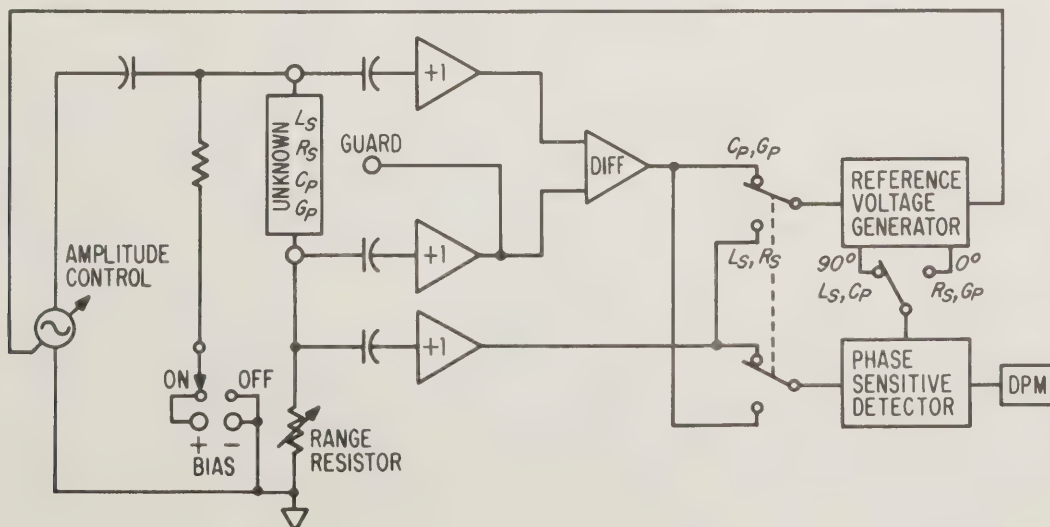 +1
UNKNOWN
LS
RS
CP
GP
GUARD
DIFF
CP, GP
REFERENCE
VOLTAGE
GENERATOR
AMPLITUDE
CONTROL
+1
LS, RS
90°
LS, CP
0°
RS, GP
+1
PHASE
SENSITIVE
DETECTOR
DPM
ON
OFF
+ −
BIAS
RANGE
RESISTOR